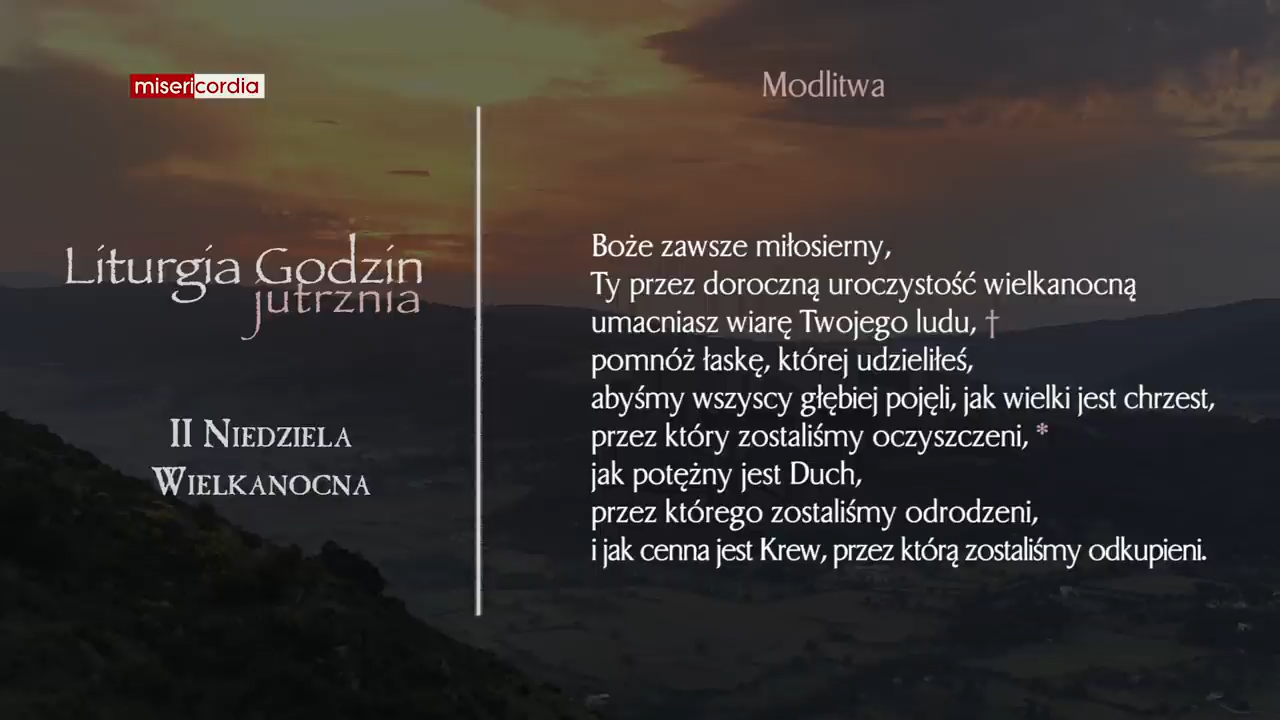 misericordia
Modlitwa
Liturgia Godzin
jutrznia
II Niedziela
Wielkanocna
Boże zawsze miłosierny,
Ty przez doroczną uroczystość wielkanocną
umacniasz wiarę Twojego ludu, †
pomnóż łaskę, której udzieliłeś,
abyśmy wszyscy głębiej pojęli, jak wielki jest chrzest,
przez który zostaliśmy oczyszczeni, *
jak potężny jest Duch,
przez którego zostaliśmy odrodzeni,
i jak cenna jest Krew, przez którą zostaliśmy odkupieni.